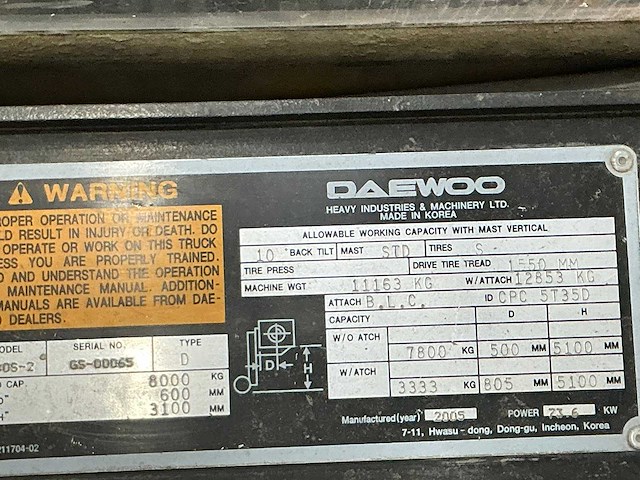 WARNING
ROPER OPERATION OR MAINTENANCE
LD RESULT IN INJURY OR DEATH. DO
OPERATE OR WORK ON THIS TRUCK
ESS YOU ARE PROPERLY TRAINED.
D AND UNDERSTAND THE OPERATION
MAINTENANCE MANUAL. ADDITION-
MANUALS ARE AVAILABLE FROM DAE-
O DEALERS.
ODEL SERIAL NO. TYPE
0S-2 GS-00065 D
D CAP. 8000 KG
D" 600 MM
H" 3100 MM
211704-02
DAEWOO
HEAVY INDUSTRIES & MACHINERY LTD.
MADE IN KOREA
ALLOWABLE WORKING CAPACITY WITH MAST VERTICAL
10 BACK TILT MAST STD TIRES S
TIRE PRESS DRIVE TIRE TREAD 1550 MM
MACHINE WGT 11163 KG W/ATTACH 12853 KG
ATTACH B.L.C. ID CPC 5T35D
CAPACITY D H
W/O ATCH 7800 KG 500 MM 5100 MM
W/ATCH 3333 KG 805 MM 5100 MM
D H
Manufactured(year) 2005 POWER 73.6 KW
7-11, Hwasu-dong, Dong-gu, Incheon, Korea